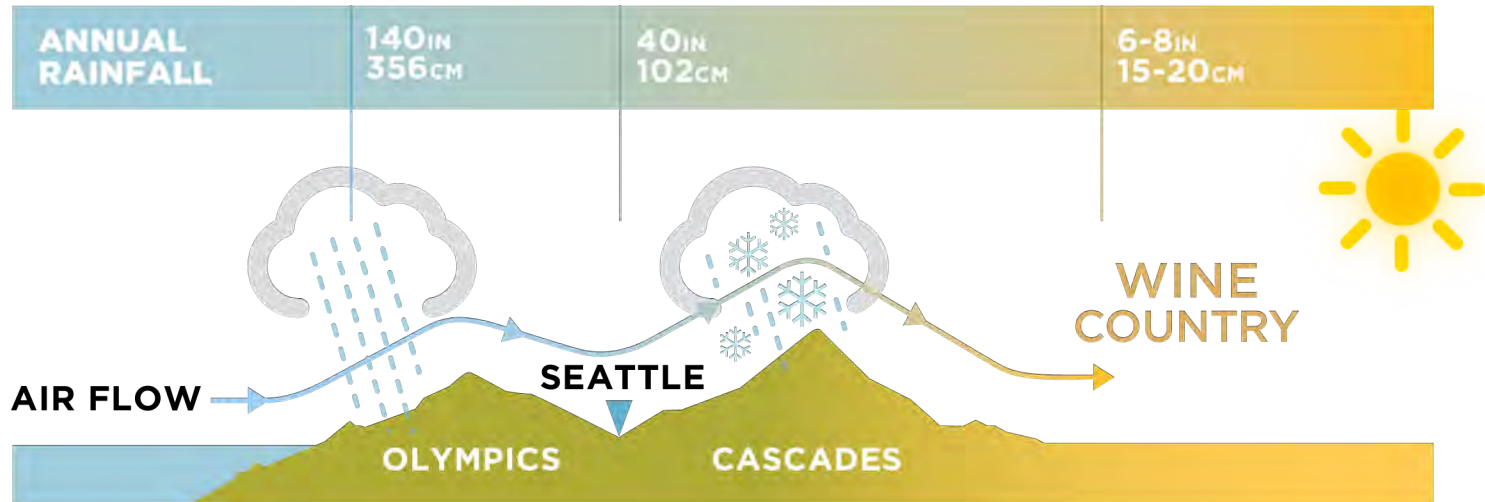 ANNUAL
RAINFALL
140IN
356CM
40IN
102CM
6-8IN
15-20CM
WINE
COUNTRY
SEATTLE
AIR FLOW
OLYMPICS
CASCADES